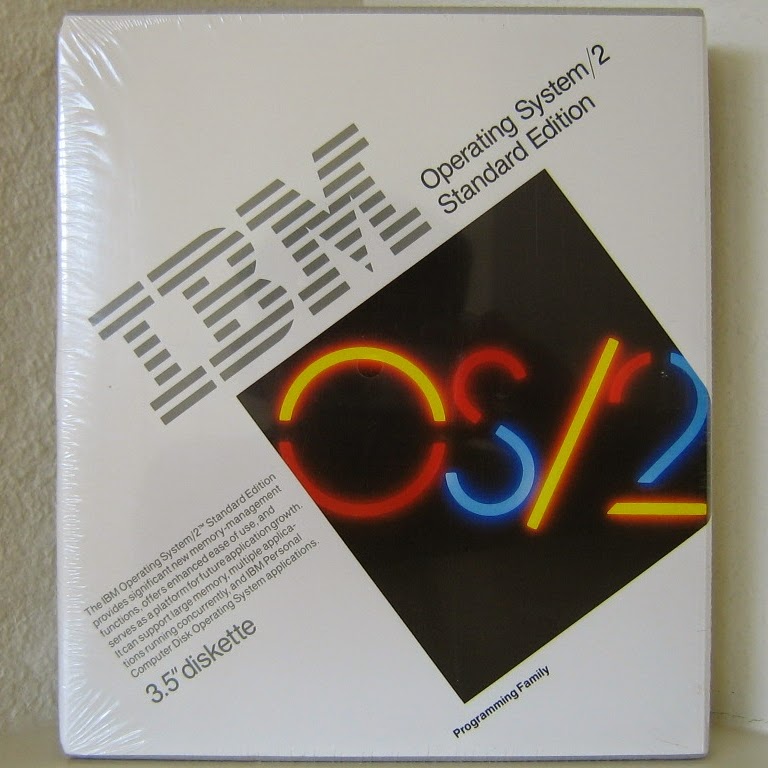 IBM
Operating System/2
Standard Edition
OS/2
The IBM Operating System/2™ Standard Edition
provides significant new memory-management
functions, offers enhanced ease of use, and
serves as a platform for future application growth.
It can support large memory, multiple applica-
tions running concurrently, and IBM Personal
Computer Disk Operating System applications.
3.5" diskette
Programming Family